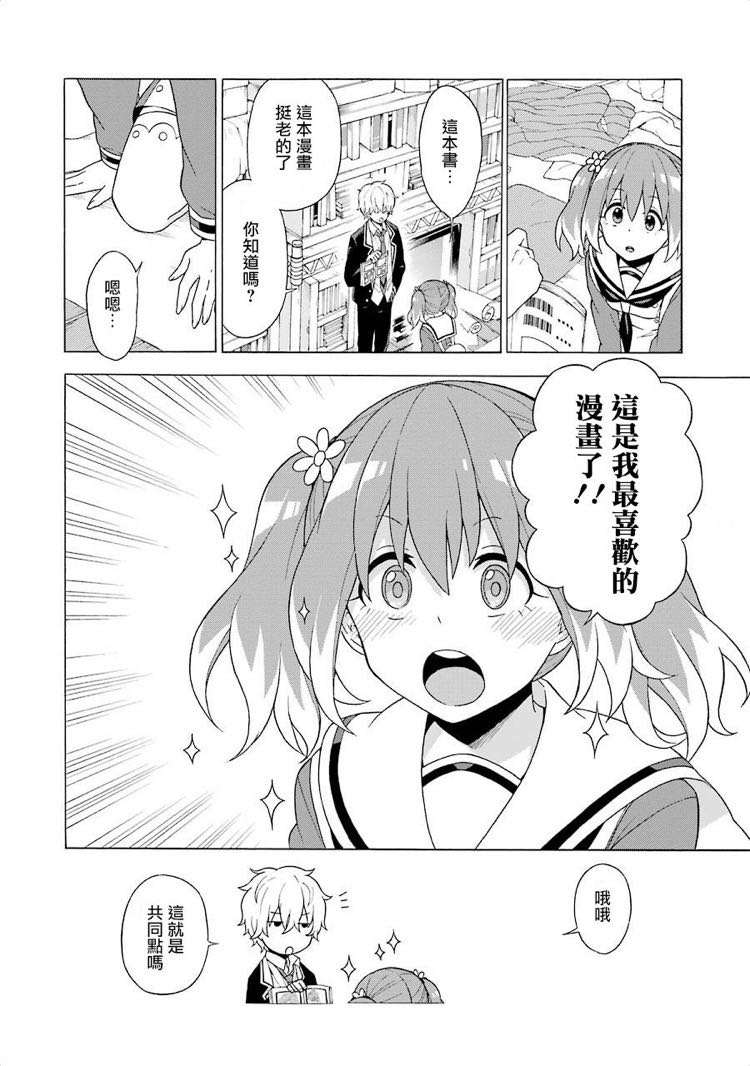 這本書…
這本漫畫
挺老的了
你知道嗎？
嗯嗯…
這是我最喜歡的
漫畫了!!
哦哦
這就是
共同點嗎